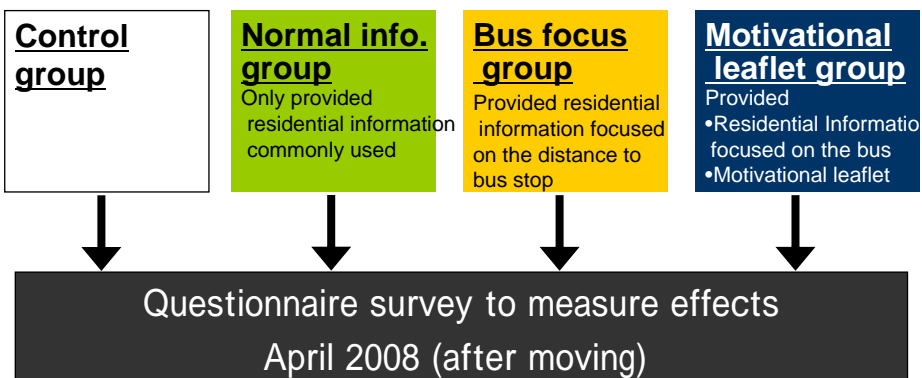 Control
group
Normal info.
group
Only provided
residential information
commonly used
Bus focus
group
Provided residential
information focused
on the distance to
bus stop
Motivational
leaflet group
Provided
•Residential Informatio
focused on the bus
•Motivational leaflet
Questionnaire survey to measure effects
April 2008 (after moving)